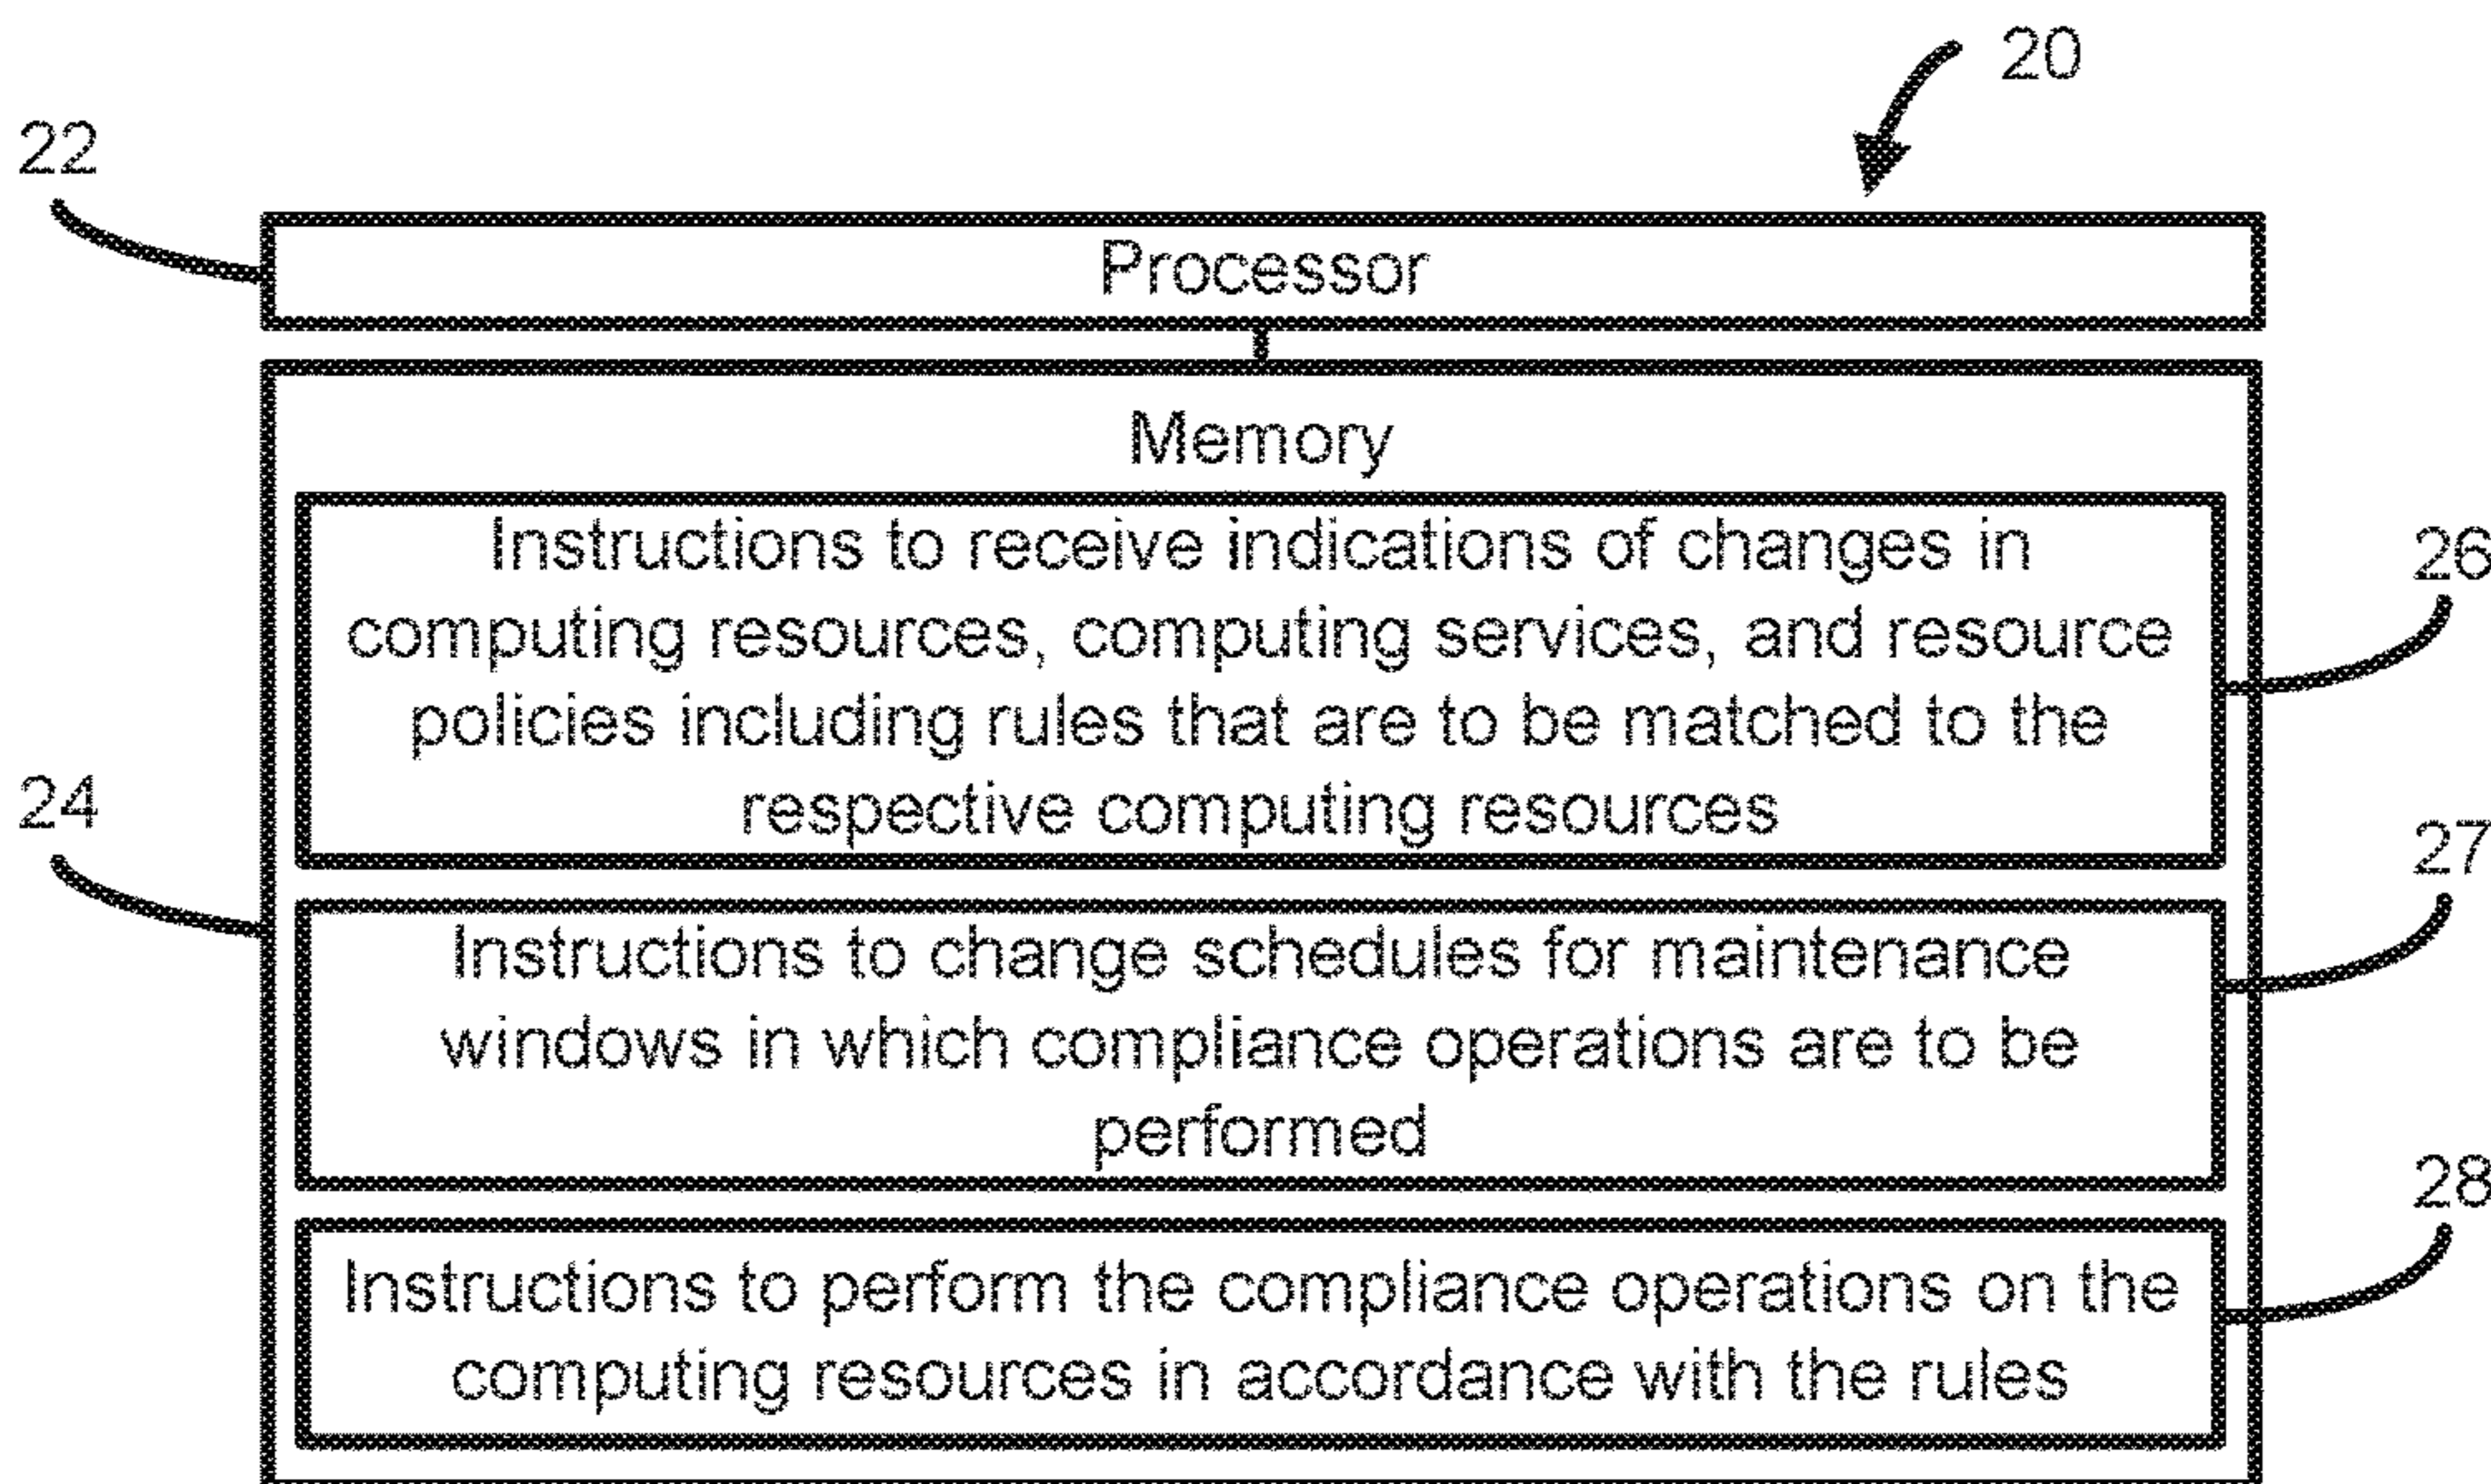 20
22
Processor
Memory
Instructions to receive indications of changes in
computing resources, computing services, and resource
policies including rules that are to be matched to the
respective computing resources
26
24
27
Instructions to change schedules for maintenance
windows in which compliance operations are to be
performed
28
Instructions to perform the compliance operations on the
computing resources in accordance with the rules